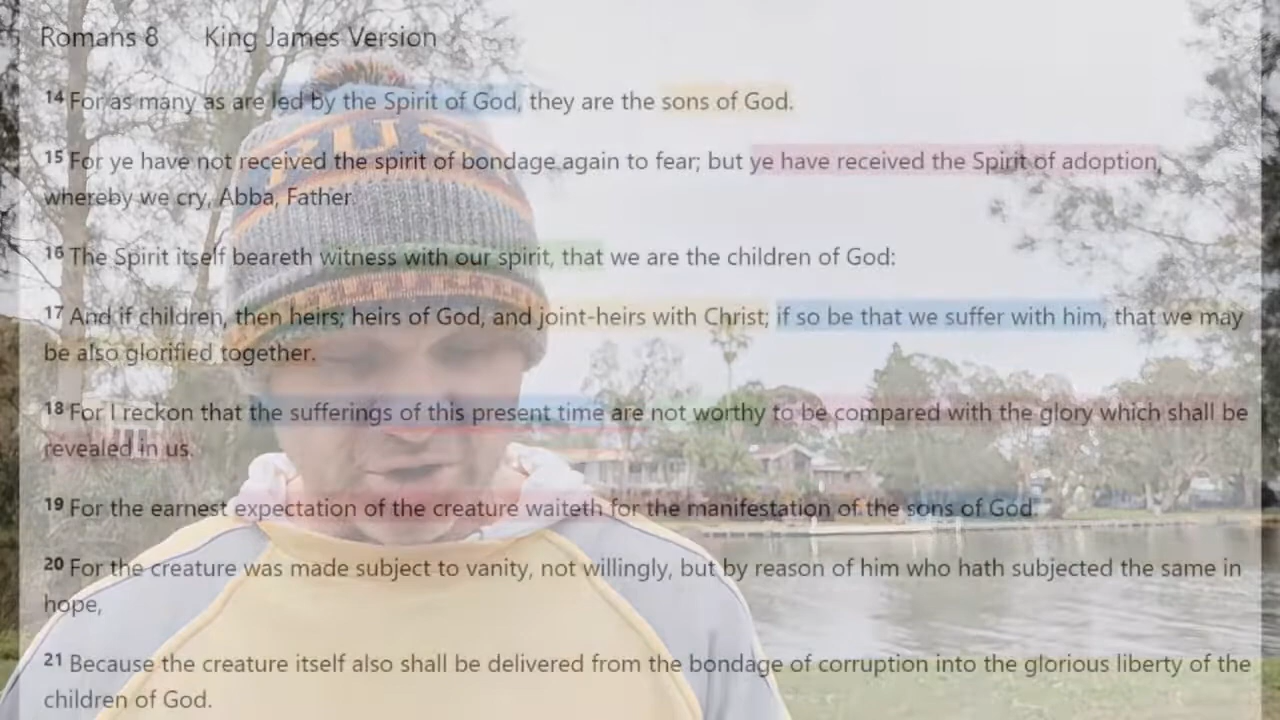 Romans 8 King James Version
14 For as many as are led by the Spirit of God, they are the sons of God.
15 For ye have not received the spirit of bondage again to fear; but ye have received the Spirit of adoption,
whereby we cry, Abba, Father.
16 The Spirit itself beareth witness with our spirit, that we are the children of God:
17 And if children, then heirs; heirs of God, and joint-heirs with Christ; if so be that we suffer with him, that we may
be also glorified together.
18 For I reckon that the sufferings of this present time are not worthy to be compared with the glory which shall be
revealed in us.
19 For the earnest expectation of the creature waiteth for the manifestation of the sons of God.
20 For the creature was made subject to vanity, not willingly, but by reason of him who hath subjected the same in
hope,
21 Because the creature itself also shall be delivered from the bondage of corruption into the glorious liberty of the
children of God.